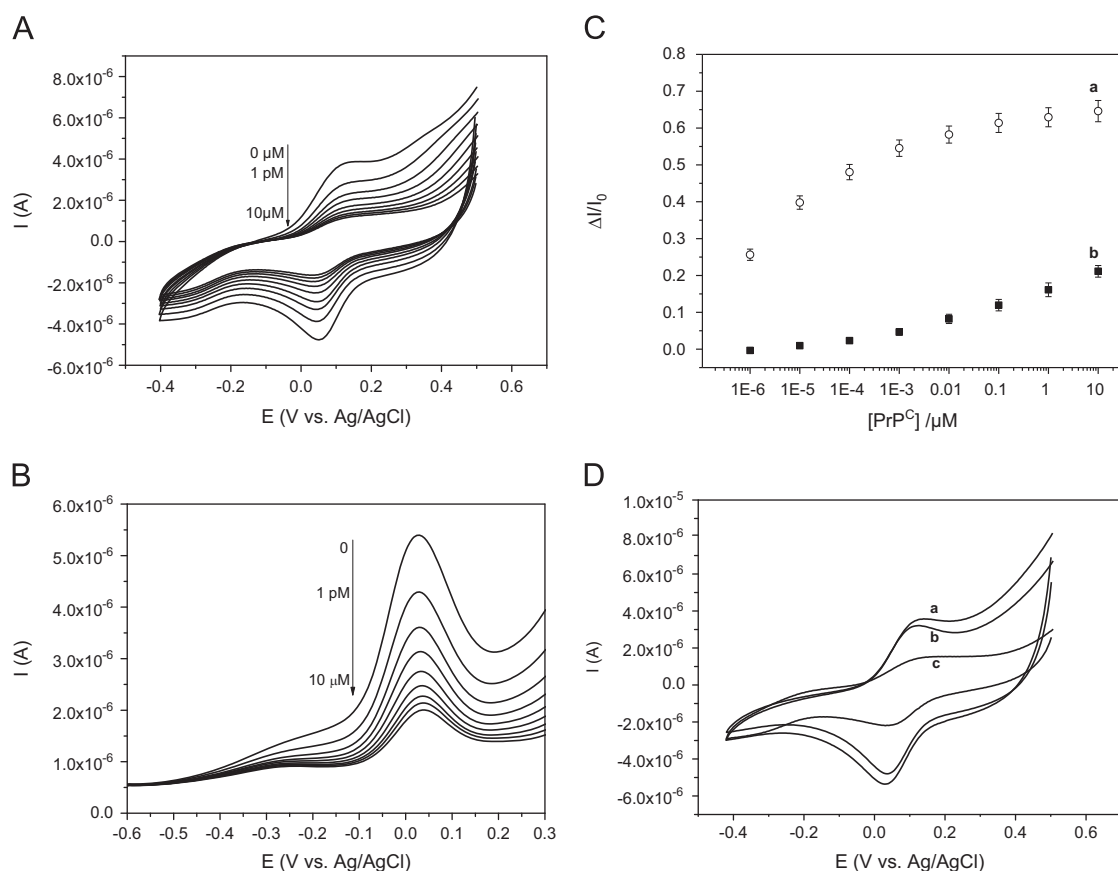 A
I (A)
8.0x10⁻⁶
6.0x10⁻⁶
4.0x10⁻⁶
2.0x10⁻⁶
0.0
-2.0x10⁻⁶
-4.0x10⁻⁶
-6.0x10⁻⁶
0 µM
1 pM
10µM
-0.4 -0.2 0.0 0.2 0.4 0.6
E (V vs. Ag/AgCl)
C
ΔI/I₀
0.8
0.7
0.6
0.5
0.4
0.3
0.2
0.1
0.0
a
b
1E-6 1E-5 1E-4 1E-3 0.01 0.1 1 10
[PrPᶜ] /µM
B
I (A)
6.0x10⁻⁶
5.0x10⁻⁶
4.0x10⁻⁶
3.0x10⁻⁶
2.0x10⁻⁶
1.0x10⁻⁶
0.0
0
1 pM
10 µM
-0.6 -0.5 -0.4 -0.3 -0.2 -0.1 0.0 0.1 0.2 0.3
E (V vs. Ag/AgCl)
D
I (A)
1.0x10⁻⁵
8.0x10⁻⁶
6.0x10⁻⁶
4.0x10⁻⁶
2.0x10⁻⁶
0.0
-2.0x10⁻⁶
-4.0x10⁻⁶
-6.0x10⁻⁶
a
b
c
-0.4 0.0 0.4 0.6
E (V vs. Ag/AgCl)